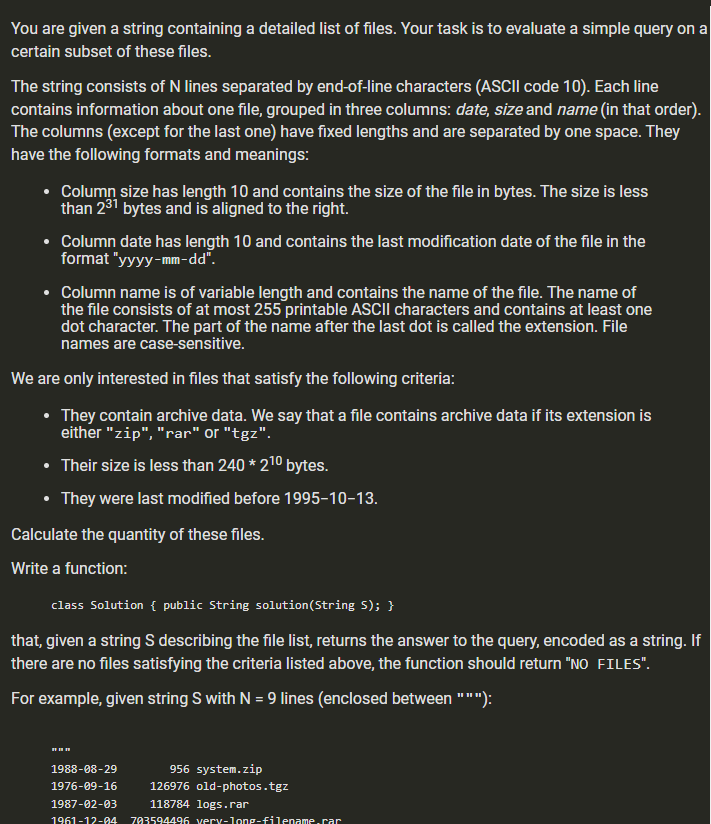 You are given a string containing a detailed list of files. Your task is to evaluate a simple query on a
certain subset of these files.
The string consists of N lines separated by end-of-line characters (ASCII code 10). Each line
contains information about one file, grouped in three columns: date, size and name (in that order).
The columns (except for the last one) have fixed lengths and are separated by one space. They
have the following formats and meanings:
• Column size has length 10 and contains the size of the file in bytes. The size is less
than 2³¹ bytes and is aligned to the right.
• Column date has length 10 and contains the last modification date of the file in the
format "yyyy-mm-dd".
• Column name is of variable length and contains the name of the file. The name of
the file consists of at most 255 printable ASCII characters and contains at least one
dot character. The part of the name after the last dot is called the extension. File
names are case-sensitive.
We are only interested in files that satisfy the following criteria:
• They contain archive data. We say that a file contains archive data if its extension is
either "zip", "rar" or "tgz".
• Their size is less than 240 * 2¹⁰ bytes.
• They were last modified before 1995-10-13.
Calculate the quantity of these files.
Write a function:
class Solution { public String solution(String S); }
that, given a string S describing the file list, returns the answer to the query, encoded as a string. If
there are no files satisfying the criteria listed above, the function should return "NO FILES".
For example, given string S with N = 9 lines (enclosed between """):
"""
1988-08-29        956 system.zip
1976-09-16     126976 old-photos.tgz
1987-02-03     118784 logs.rar
1961-12-04  703594496 very-long-filename.rar